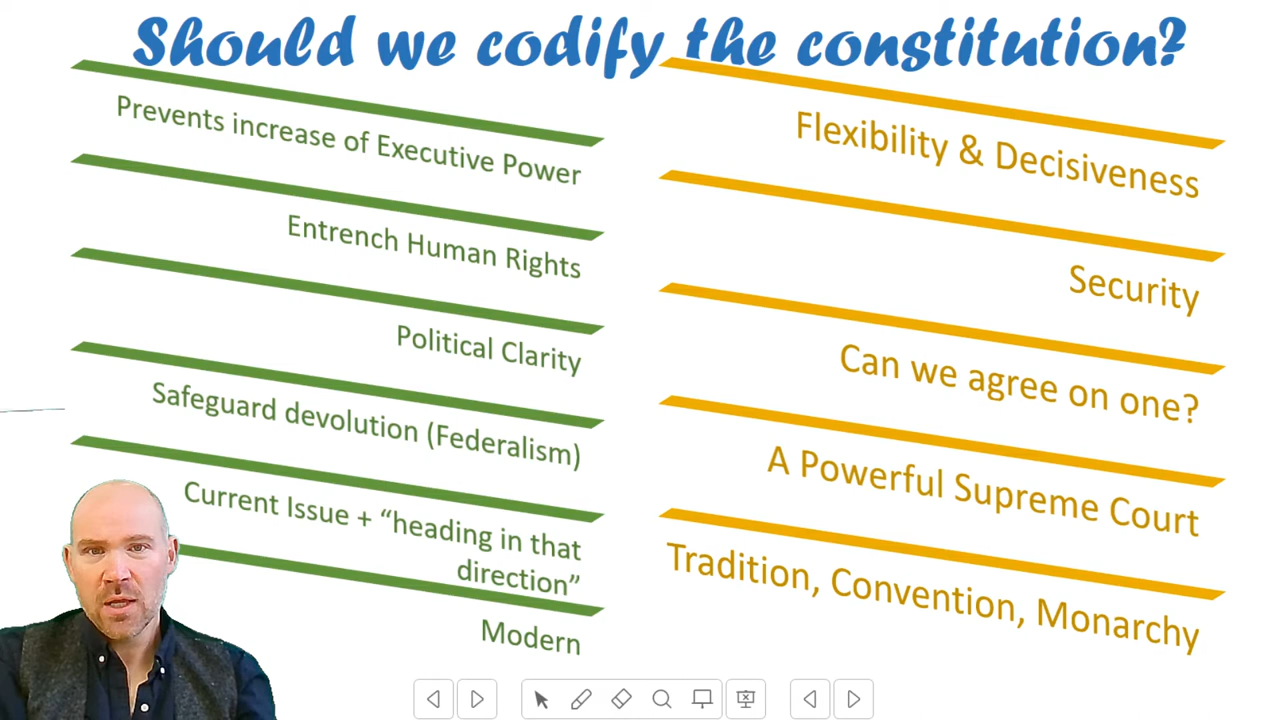 Should we codify the constitution?
Prevents increase of Executive Power
Entrench Human Rights
Political Clarity
Safeguard devolution (Federalism)
Current Issue + “heading in that
direction”
Modern
Flexibility & Decisiveness
Security
Can we agree on one?
A Powerful Supreme Court
Tradition, Convention, Monarchy